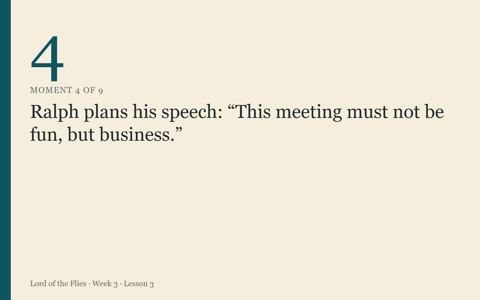 4
MOMENT 4 OF 9
Ralph plans his speech: “This meeting must not be
fun, but business.”
Lord of the Flies · Week 3 · Lesson 3